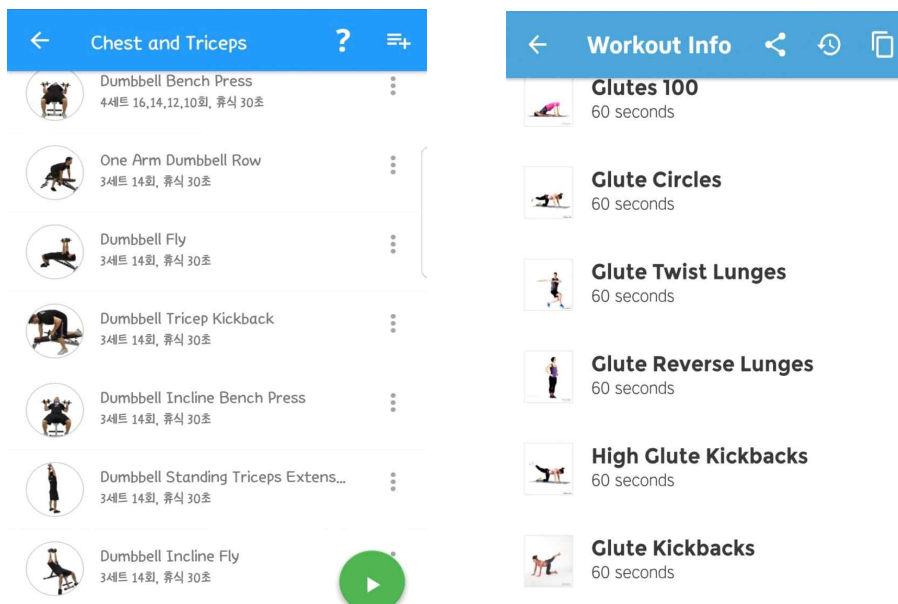 Chest and Triceps
?
Dumbbell Bench Press
4세트 16,14,12,10회, 휴식 30초
One Arm Dumbbell Row
3세트 14회, 휴식 30초
Dumbbell Fly
3세트 14회, 휴식 30초
Dumbbell Tricep Kickback
3세트 14회, 휴식 30초
Dumbbell Incline Bench Press
3세트 14회, 휴식 30초
Dumbbell Standing Triceps Extens...
3세트 14회, 휴식 30초
Dumbbell Incline Fly
3세트 14회, 휴식 30초
Workout Info
Glutes 100
60 seconds
Glute Circles
60 seconds
Glute Twist Lunges
60 seconds
Glute Reverse Lunges
60 seconds
High Glute Kickbacks
60 seconds
Glute Kickbacks
60 seconds